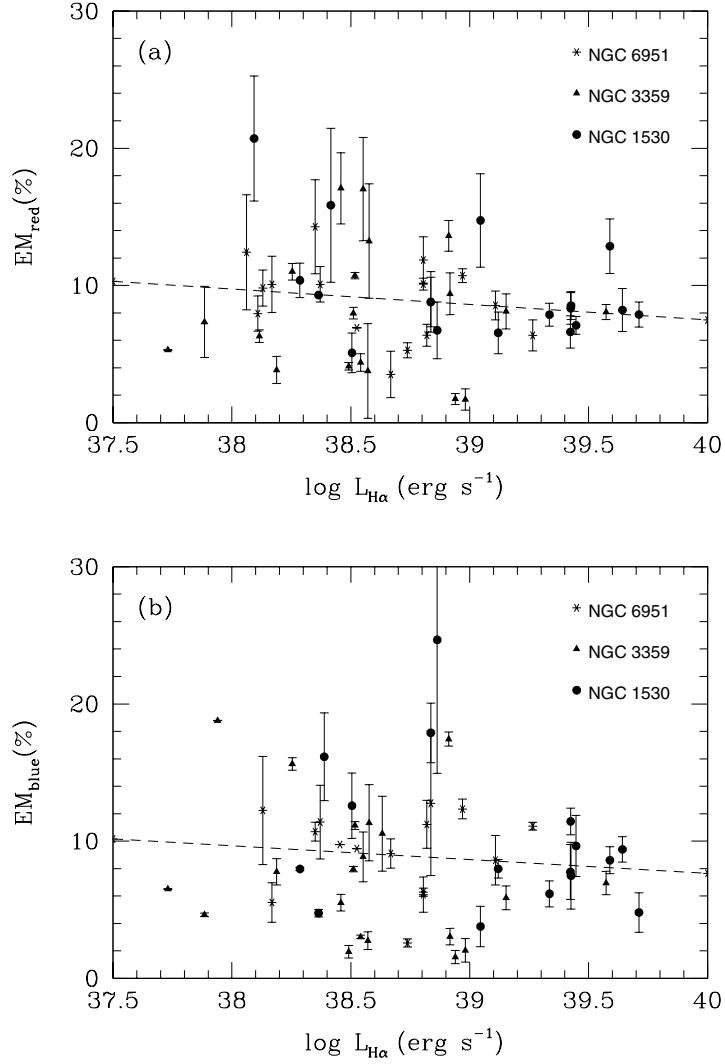 30
(a)
NGC 6951
NGC 3359
NGC 1530
20
EM_red(%)
10
0
37.5 38 38.5 39 39.5 40
log L_Hα (erg s⁻¹)
30
(b)
NGC 6951
NGC 3359
NGC 1530
20
EM_blue(%)
10
0
37.5 38 38.5 39 39.5 40
log L_Hα (erg s⁻¹)